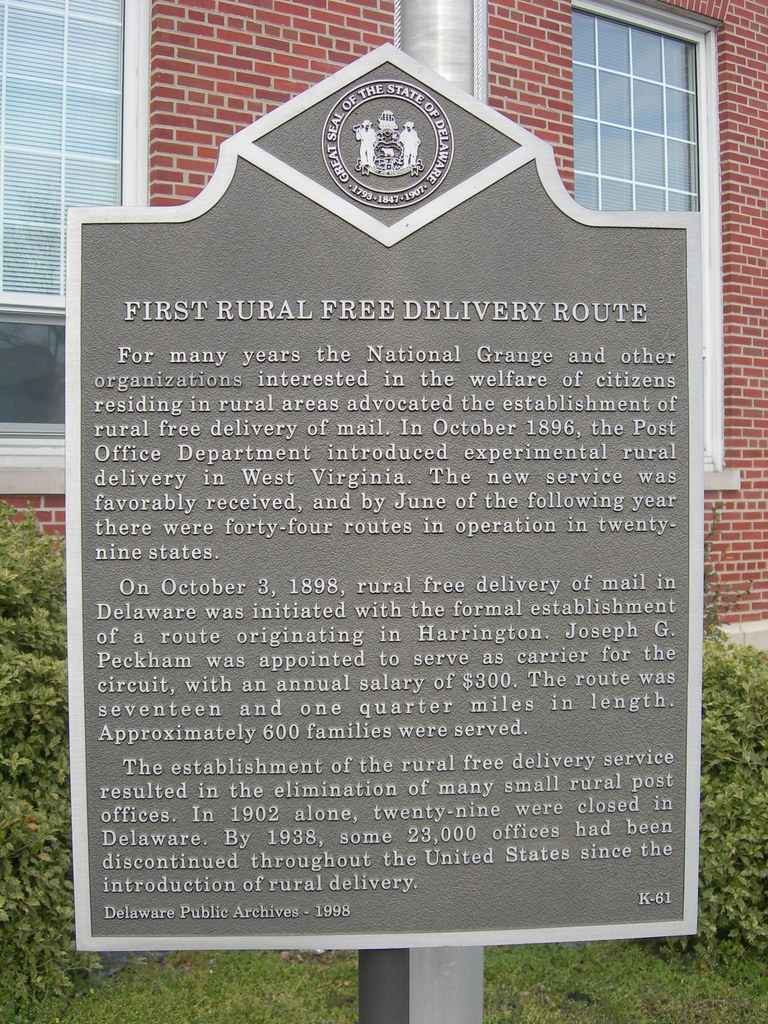 GREAT SEAL OF THE STATE OF DELAWARE
· 1793 · 1847 · 1907 ·
FIRST RURAL FREE DELIVERY ROUTE
For many years the National Grange and other
organizations interested in the welfare of citizens
residing in rural areas advocated the establishment of
rural free delivery of mail. In October 1896, the Post
Office Department introduced experimental rural
delivery in West Virginia. The new service was
favorably received, and by June of the following year
there were forty-four routes in operation in twenty-
nine states.
On October 3, 1898, rural free delivery of mail in
Delaware was initiated with the formal establishment
of a route originating in Harrington. Joseph G.
Peckham was appointed to serve as carrier for the
circuit, with an annual salary of $300. The route was
seventeen and one quarter miles in length.
Approximately 600 families were served.
The establishment of the rural free delivery service
resulted in the elimination of many small rural post
offices. In 1902 alone, twenty-nine were closed in
Delaware. By 1938, some 23,000 offices had been
discontinued throughout the United States since the
introduction of rural delivery.
Delaware Public Archives - 1998
K-61